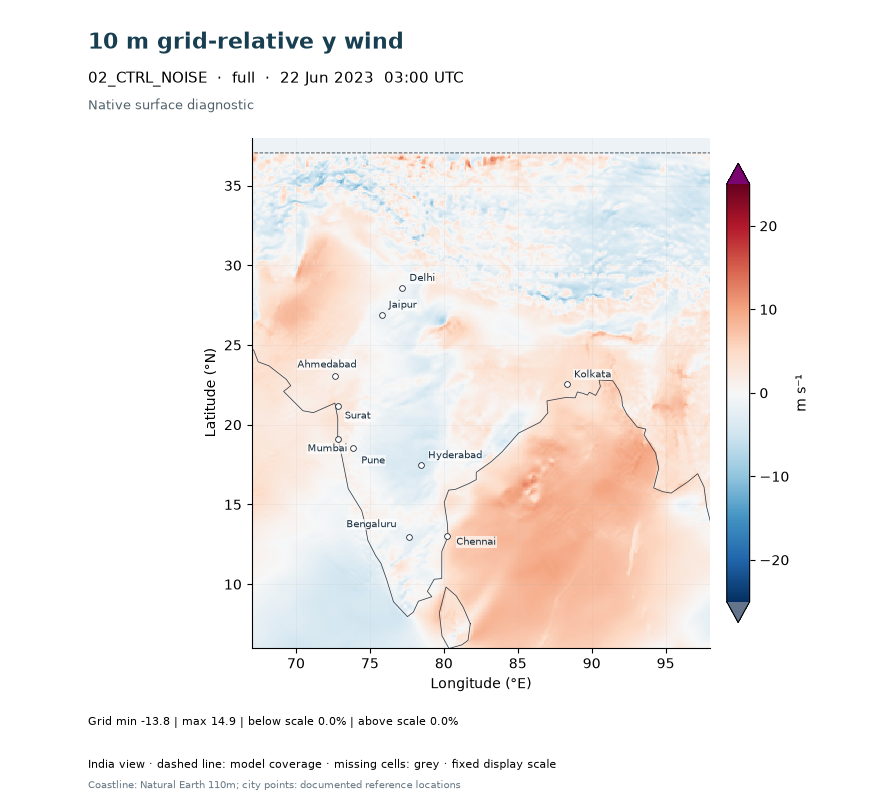 10 m grid-relative y wind
02_CTRL_NOISE · full · 22 Jun 2023 03:00 UTC
Native surface diagnostic
35
30
25
20
15
10
Latitude (°N)
Delhi
Jaipur
Ahmedabad
Kolkata
Surat
Mumbai
Pune
Hyderabad
Bengaluru
Chennai
70
75
80
85
90
95
Longitude (°E)
20
10
0
−10
−20
m s⁻¹
Grid min -13.8 | max 14.9 | below scale 0.0% | above scale 0.0%
India view · dashed line: model coverage · missing cells: grey · fixed display scale
Coastline: Natural Earth 110m; city points: documented reference locations